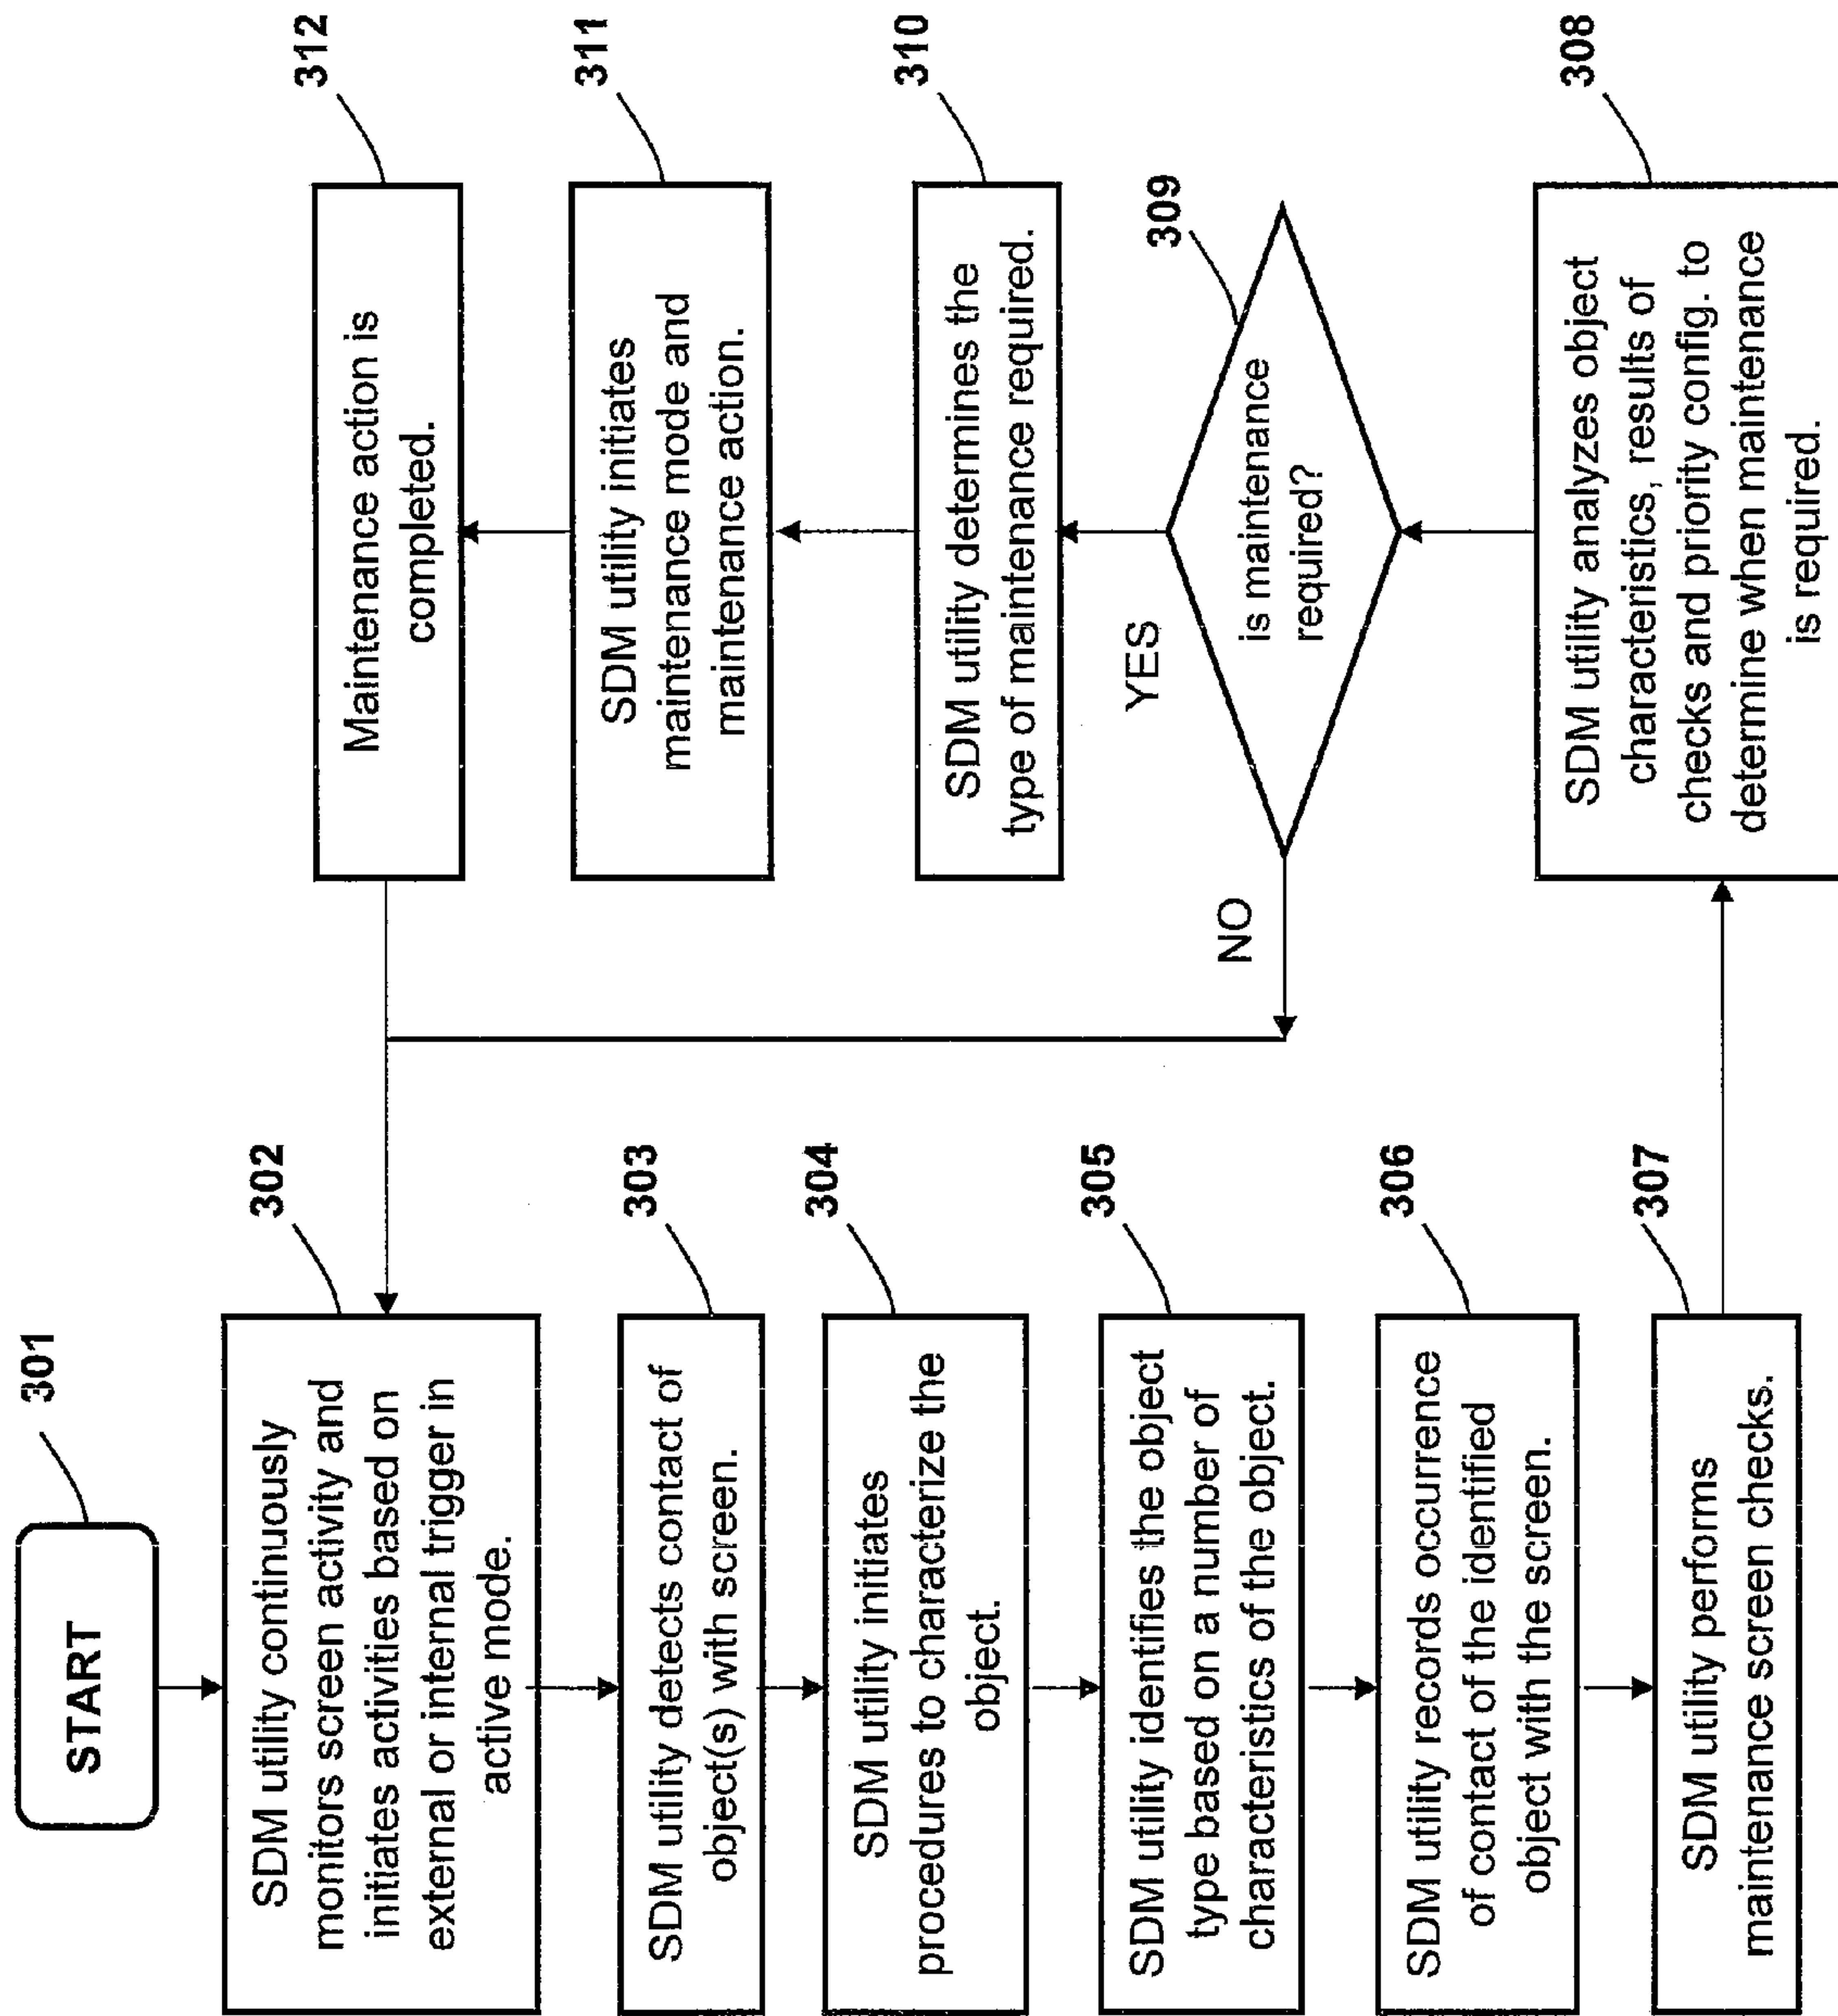 START
301
SDM utility continuously
monitors screen activity and
initiates activities based on
external or internal trigger in
active mode.
302
SDM utility detects contact of
object(s) with screen.
303
SDM utility initiates
procedures to characterize the
object.
304
SDM utility identifies the object
type based on a number of
characteristics of the object.
305
SDM utility records occurrence
of contact of the identified
object with the screen.
306
SDM utility performs
maintenance screen checks.
307
SDM utility analyzes object
characteristics, results of
checks and priority config. to
determine when maintenance
is required.
308
is maintenance
required?
309
YES
NO
SDM utility determines the
type of maintenance required.
310
SDM utility initiates
maintenance mode and
maintenance action.
311
Maintenance action is
completed.
312